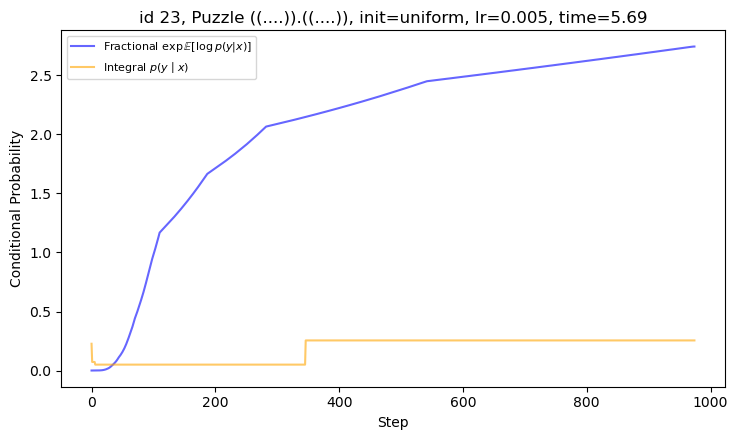 id 23, Puzzle ((....)).((....)), init=uniform, lr=0.005, time=5.69
Fractional exp 𝔼[log p(y|x)]
Integral p(y | x)
Conditional Probability
2.5
2.0
1.5
1.0
0.5
0.0
0 200 400 600 800 1000
Step